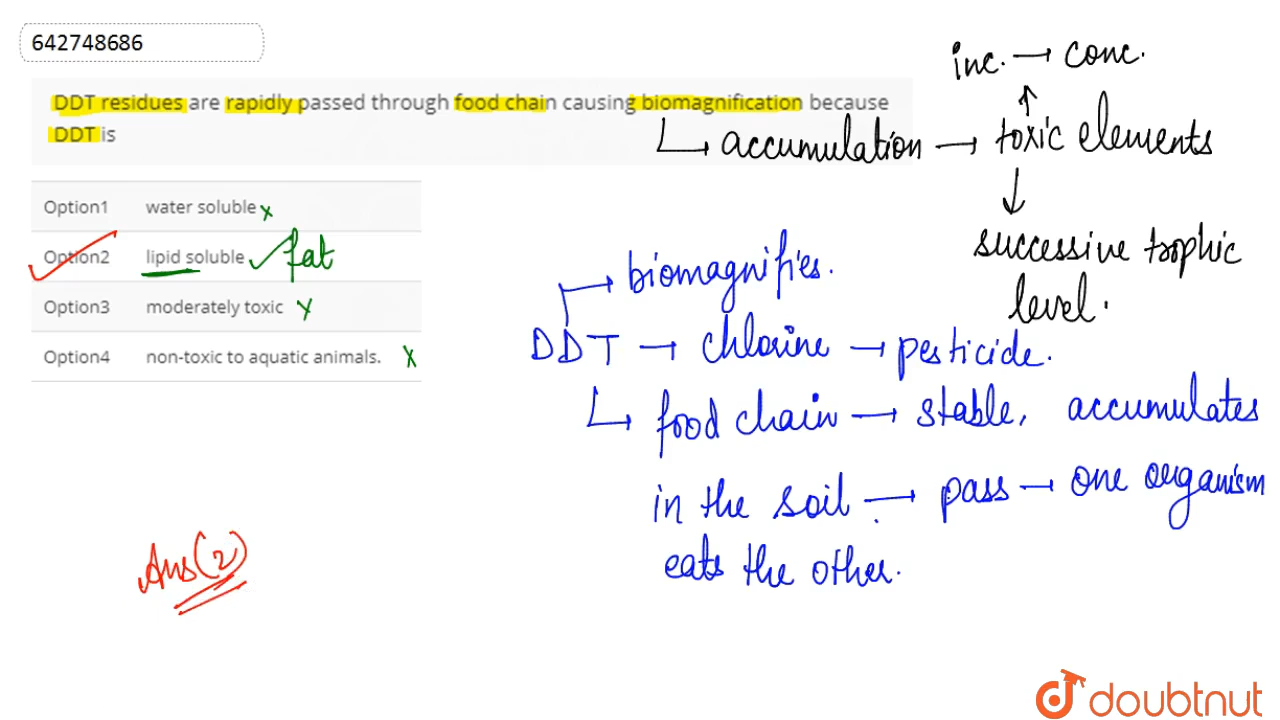 642748686
DDT residues are rapidly passed through food chain causing biomagnification because
DDT is
inc. → conc.
↑
↳ accumulation → toxic elements
↓
successive trophic
level.
Option1 water soluble x
Option2 lipid soluble ✓ fat
Option3 moderately toxic x
Option4 non-toxic to aquatic animals. x
↳ biomagnifies.
DDT → chlorine → pesticide.
↳ food chain → stable, accumulates
in the soil → pass → one organism
eats the other.
Ans (2)
doubtnut